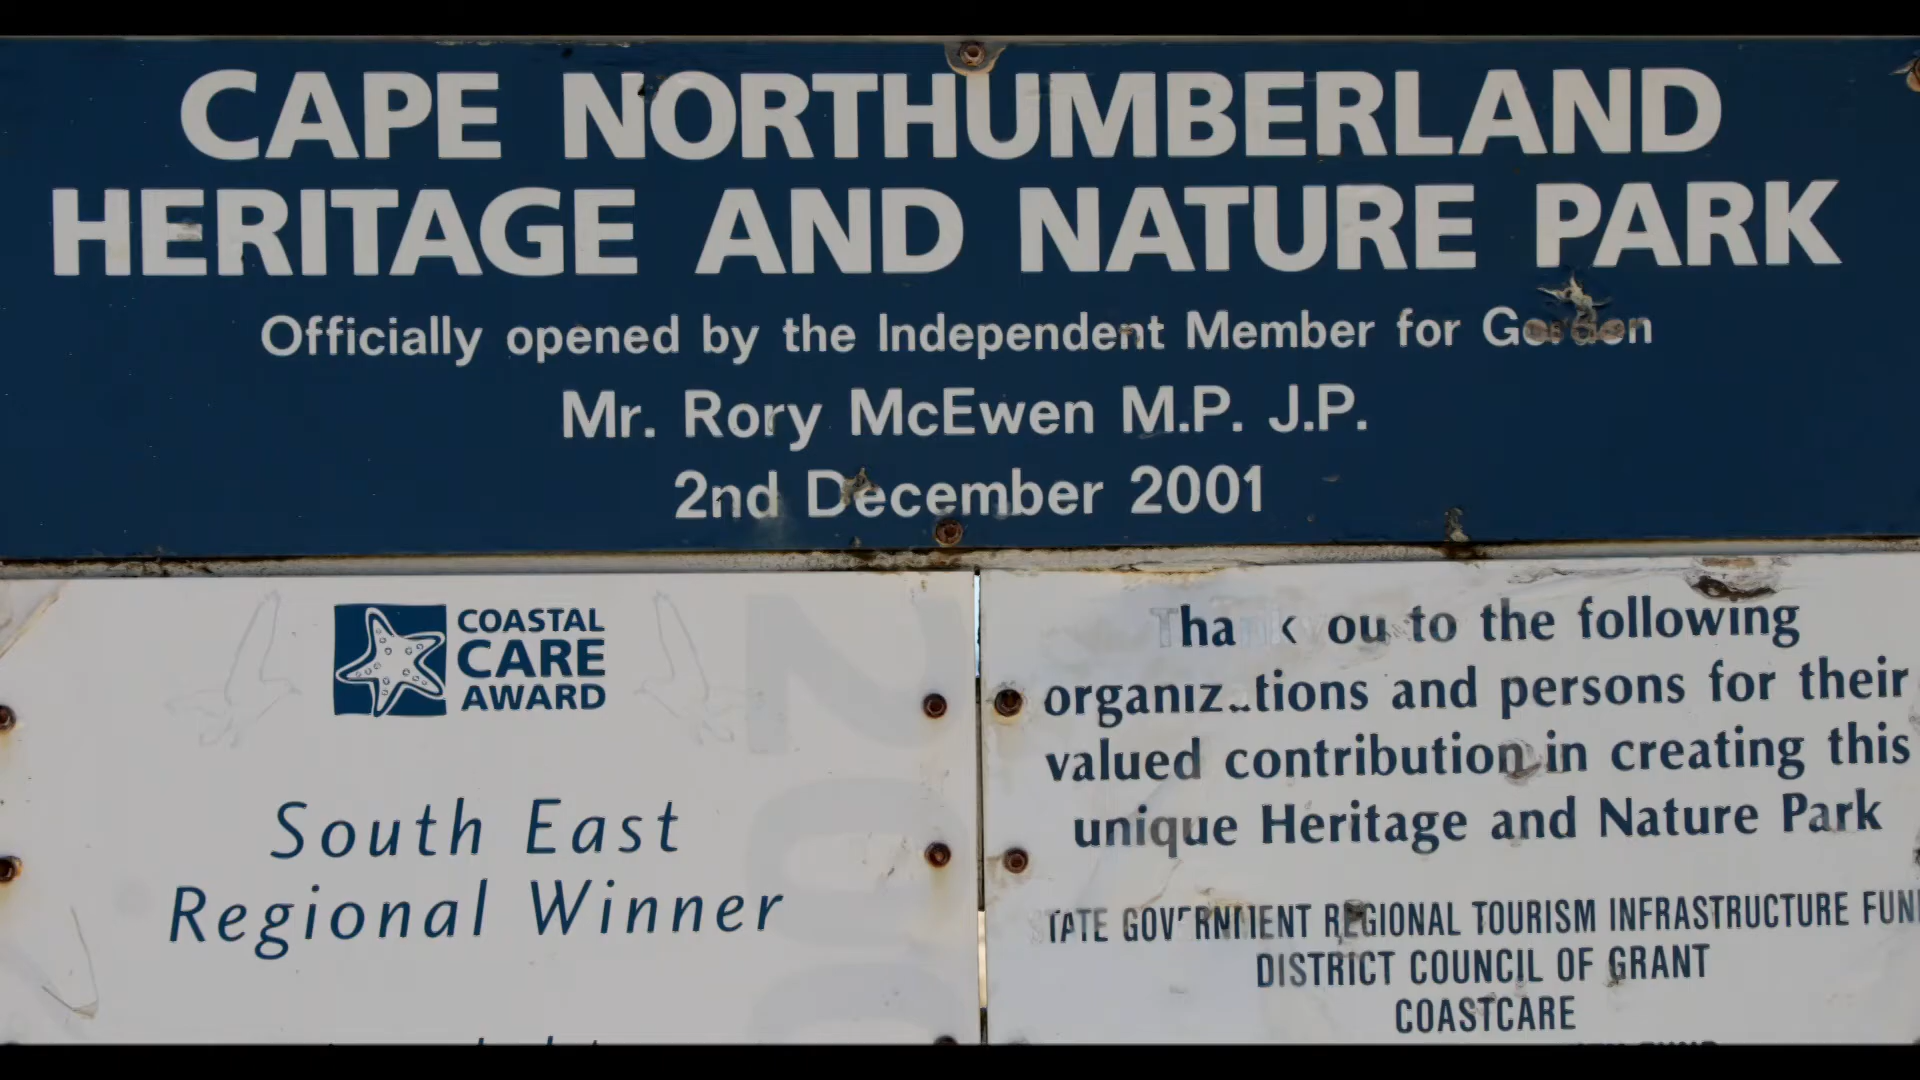 CAPE NORTHUMBERLAND
HERITAGE AND NATURE PARK
Officially opened by the Independent Member for Gordon
Mr. Rory McEwen M.P. J.P.
2nd December 2001
COASTAL
CARE
AWARD
South East
Regional Winner
Thank you to the following
organizations and persons for their
valued contribution in creating this
unique Heritage and Nature Park
STATE GOVERNMENT REGIONAL TOURISM INFRASTRUCTURE FUN
DISTRICT COUNCIL OF GRANT
COASTCARE